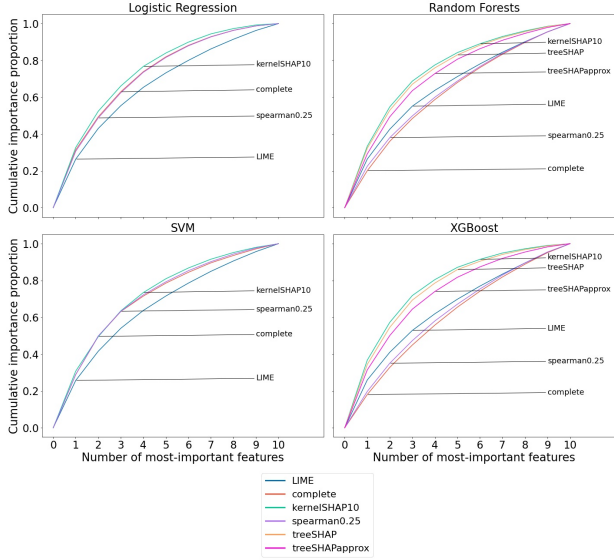 Logistic Regression
Random Forests
Cumulative importance proportion
1.0
0.8
0.6
0.4
0.2
0.0
kernelSHAP10
complete
spearman0.25
LIME
kernelSHAP10
treeSHAP
treeSHAPapprox
LIME
spearman0.25
complete
SVM
XGBoost
Cumulative importance proportion
1.0
0.8
0.6
0.4
0.2
0.0
kernelSHAP10
spearman0.25
complete
LIME
kernelSHAP10
treeSHAP
treeSHAPapprox
LIME
spearman0.25
complete
0 1 2 3 4 5 6 7 8 9 10
0 1 2 3 4 5 6 7 8 9 10
Number of most-important features
Number of most-important features
LIME
complete
kernelSHAP10
spearman0.25
treeSHAP
treeSHAPapprox